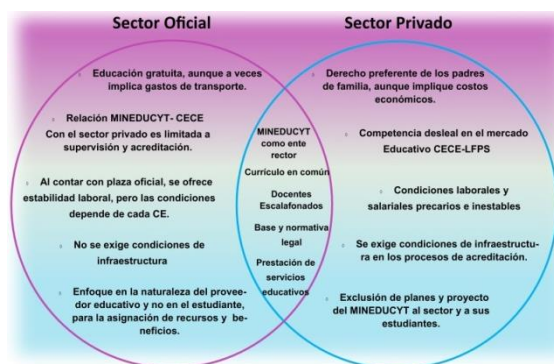 Sector Oficial
Sector Privado
Educación gratuita, aunque a veces
implica gastos de transporte.
Relación MINEDUCYT- CECE
Con el sector privado es limitada a
supervisión y acreditación.
Al contar con plaza oficial, se ofrece
estabilidad laboral, pero las condiciones
depende de cada CE.
No se exige condiciones de
infraestructura
Enfoque en la naturaleza del provee-
dor educativo y no en el estudiante,
para la asignación de recursos y be-
neficios.
MINEDUCYT
como ente
rector
Currículo en común
Docentes
Escalafonados
Base y normativa
legal
Prestación de
servicios
educativos
Derecho preferente de los padres
de familia, aunque implique costos
económicos.
Competencia desleal en el mercado
Educativo CECE-LFPS
Condiciones laborales y
salariales precarios e inestables
Se exige condiciones de infraestructu-
ra en los procesos de acreditación.
Exclusión de planes y proyecto
del MINEDUCYT al sector y a sus
estudiantes.